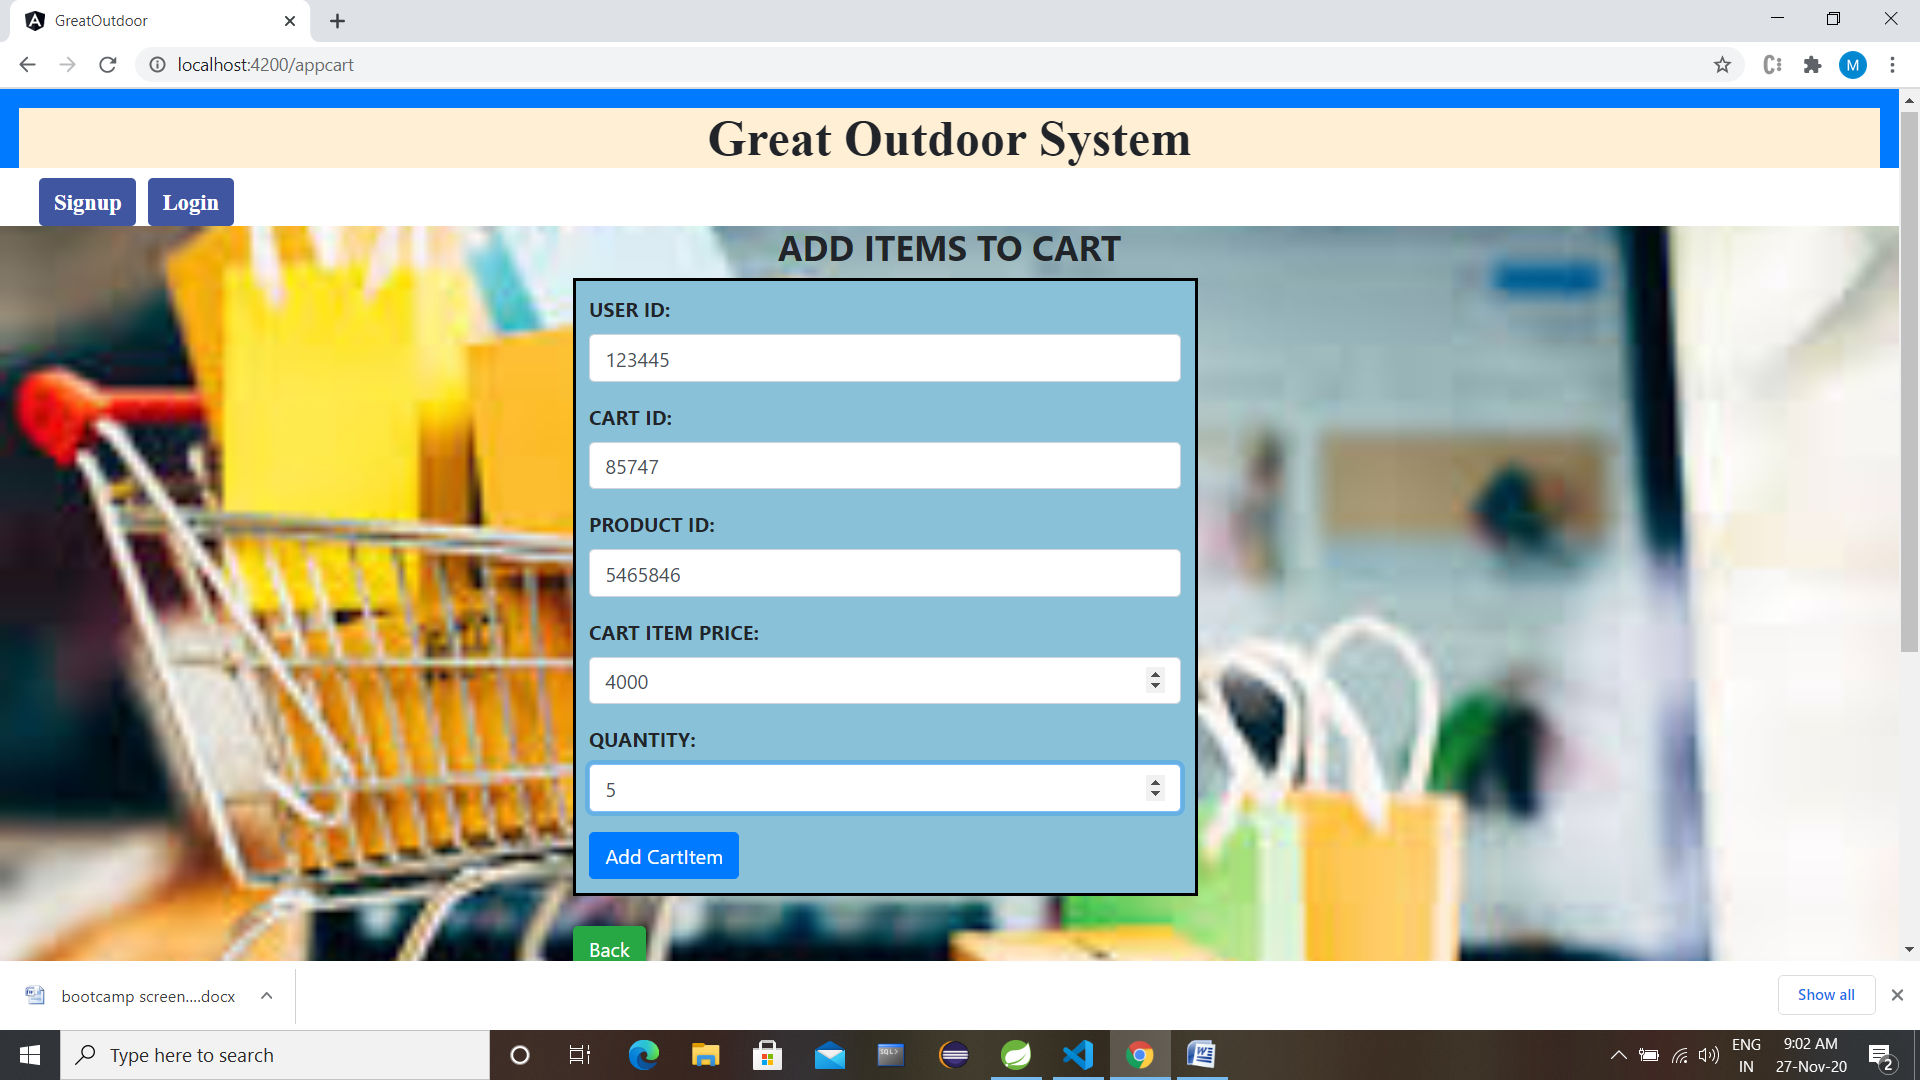 GreatOutdoor
localhost:4200/appcart
M
Great Outdoor System
Signup Login
ADD ITEMS TO CART
USER ID:
123445
CART ID:
85747
PRODUCT ID:
5465846
CART ITEM PRICE:
4000
QUANTITY:
5
Add CartItem
Back
bootcamp screen....docx
Show all
Type here to search
SQL>
W
ENG
IN
9:02 AM
27-Nov-20
2